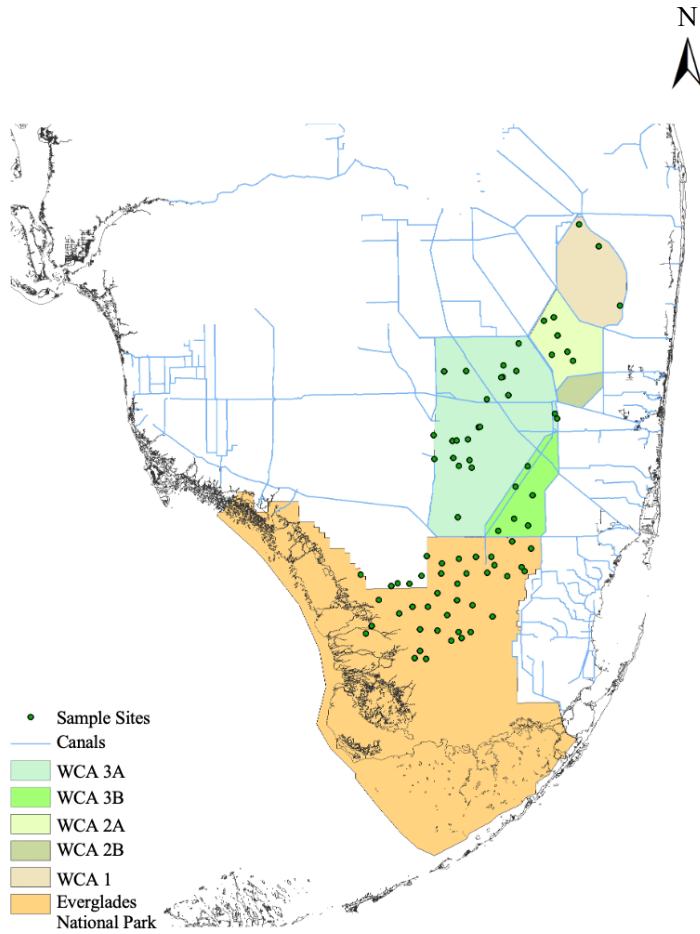 N
Sample Sites
Canals
WCA 3A
WCA 3B
WCA 2A
WCA 2B
WCA 1
Everglades
National Park